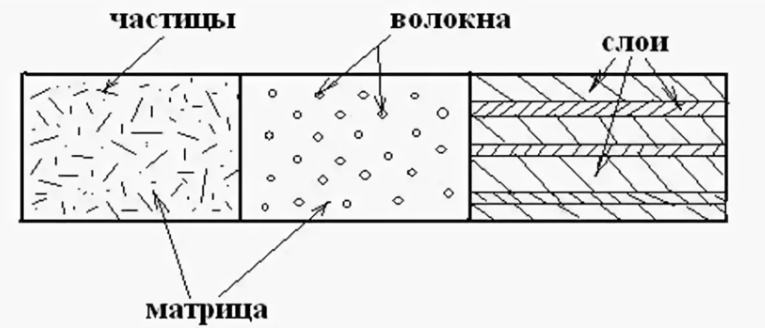 частицы
волокна
слои
матрица